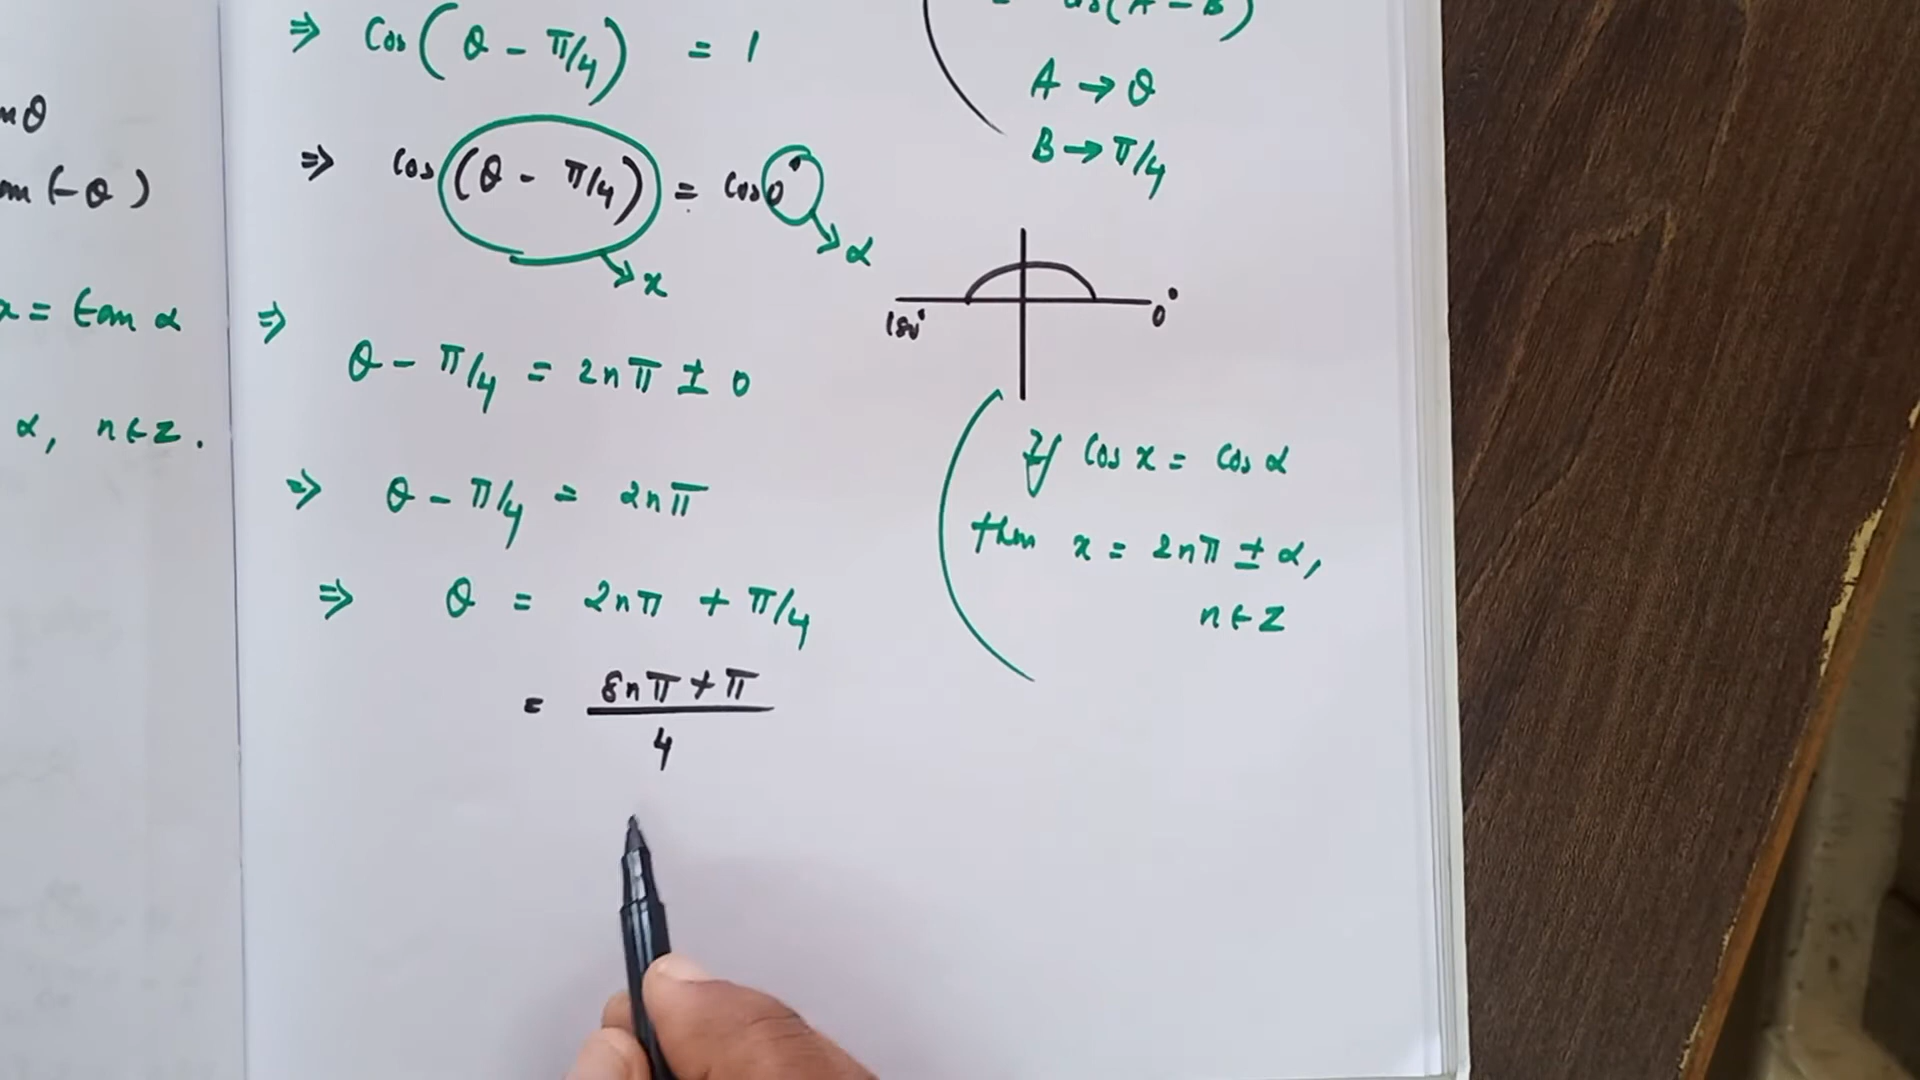 θ
(-θ)
x = tan α
α, n∈Z.
⇒ Cos(θ - π/4) = 1
⇒ cos(θ - π/4) = cos 0°
→ x
→ α
⇒
θ - π/4 = 2nπ ± 0
⇒ θ - π/4 = 2nπ
⇒ θ = 2nπ + π/4
= 8nπ + π
4
= cos(A - B)
A → θ
B → π/4
180°
0°
If Cos x = Cos α
then x = 2nπ ± α,
n∈Z